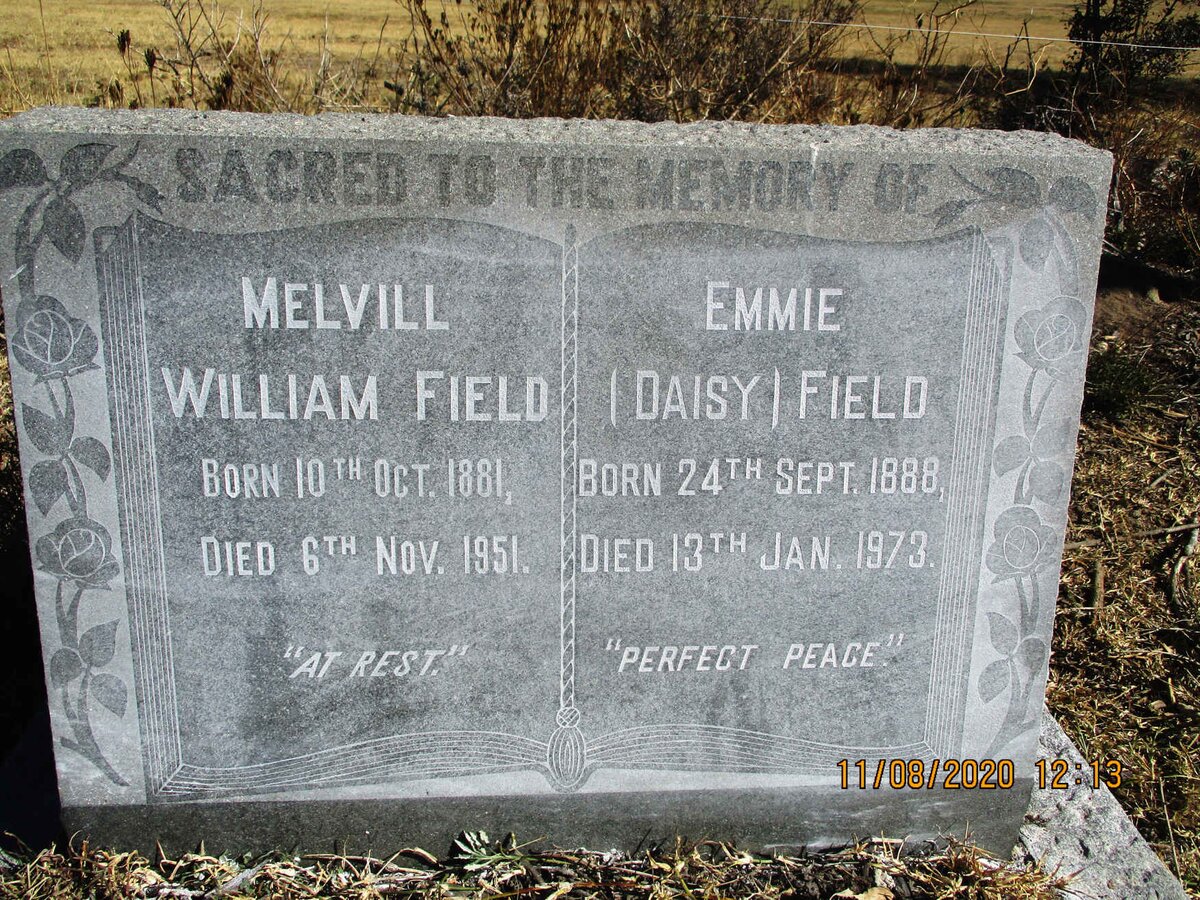 SACRED TO THE MEMORY OF
MELVILL
WILLIAM FIELD
BORN 10TH OCT. 1881,
DIED 6TH NOV. 1951.
"AT REST."
EMMIE
(DAISY) FIELD
BORN 24TH SEPT. 1888,
DIED 13TH JAN. 1973.
"PERFECT PEACE."
11/08/2020 12:13